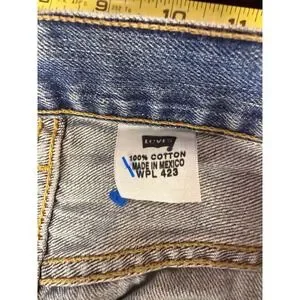 9 10 11
Levi's
100% COTTON
MADE IN MEXICO
WPL 423